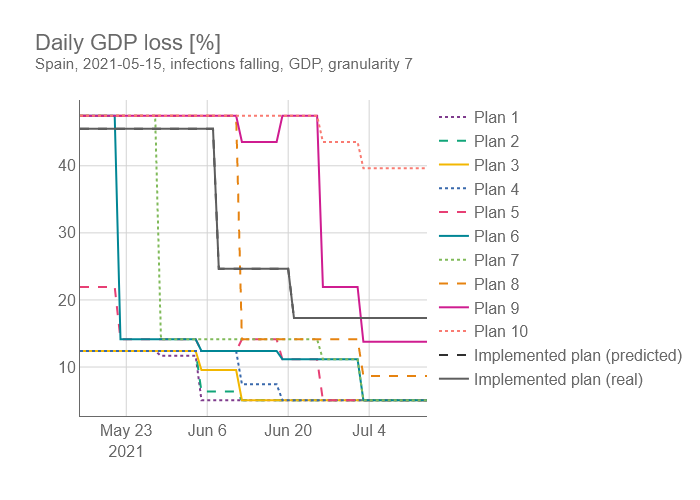 Daily GDP loss [%]
Spain, 2021-05-15, infections falling, GDP, granularity 7
40
30
20
10
May 23
2021
Jun 6
Jun 20
Jul 4
Plan 1
Plan 2
Plan 3
Plan 4
Plan 5
Plan 6
Plan 7
Plan 8
Plan 9
Plan 10
Implemented plan (predicted)
Implemented plan (real)